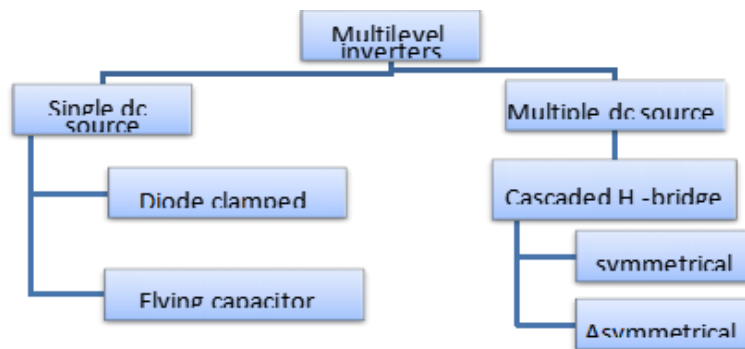 Multilevel
inverters
Single dc
source
Multiple dc source
Diode clamped
Cascaded H -bridge
Flying capacitor
symmetrical
Asymmetrical